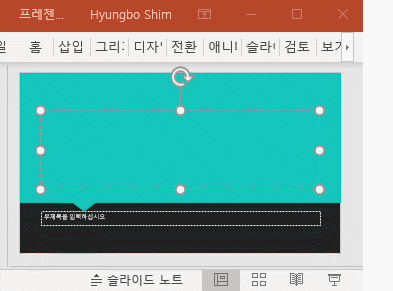 프레젠... Hyungbo Shim
홈 삽입 그리 디자 전환 애니 슬라 검토 보기
부제목을 입력하십시오
슬라이드 노트